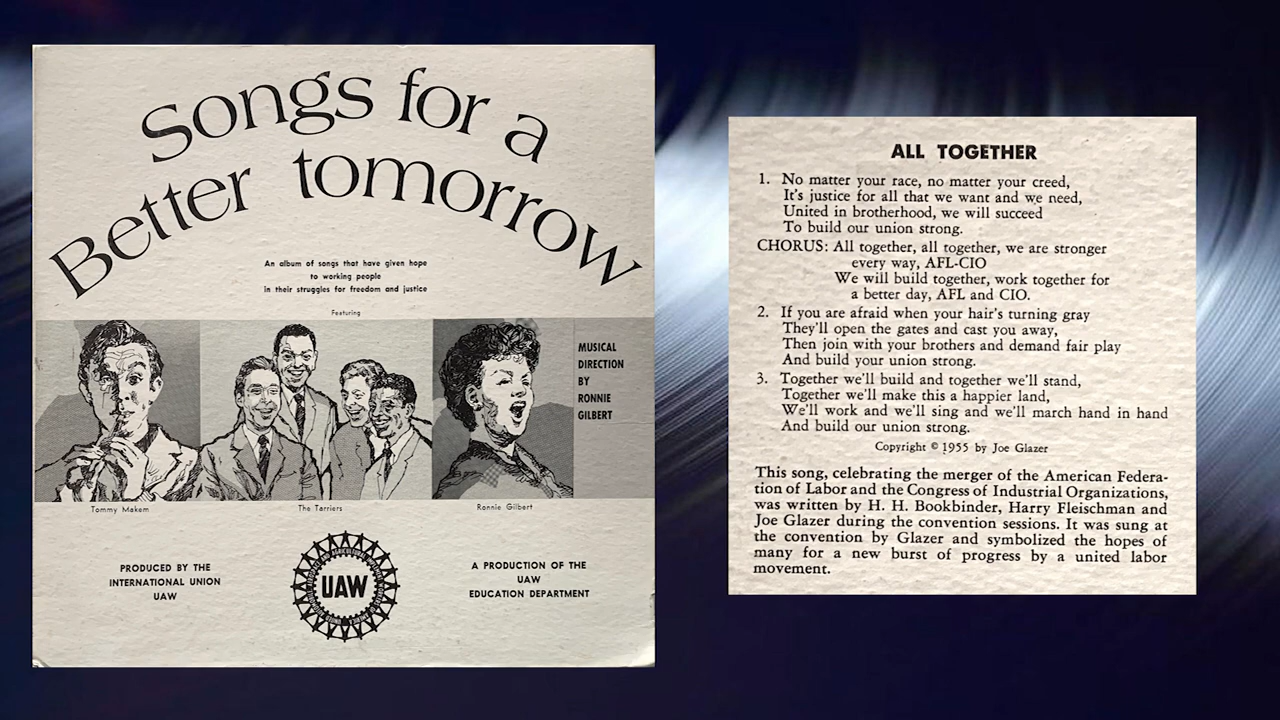 Songs for a
Better tomorrow
An album of songs that have given hope
to working people
in their struggles for freedom and justice
Featuring
MUSICAL
DIRECTION
BY
RONNIE
GILBERT
Tommy Makem
The Tarriers
Ronnie Gilbert
PRODUCED BY THE
INTERNATIONAL UNION
UAW
UAW
A PRODUCTION OF THE
UAW
EDUCATION DEPARTMENT
ALL TOGETHER
1. No matter your race, no matter your creed,
It's justice for all that we want and we need,
United in brotherhood, we will succeed
To build our union strong.
CHORUS: All together, all together, we are stronger
every way, AFL-CIO
We will build together, work together for
a better day, AFL and CIO.
2. If you are afraid when your hair's turning gray
They'll open the gates and cast you away,
Then join with your brothers and demand fair play
And build your union strong.
3. Together we'll build and together we'll stand,
Together we'll make this a happier land,
We'll work and we'll sing and we'll march hand in hand
And build our union strong.
Copyright © 1955 by Joe Glazer
This song, celebrating the merger of the American Federa-
tion of Labor and the Congress of Industrial Organizations,
was written by H. H. Bookbinder, Harry Fleischman and
Joe Glazer during the convention sessions. It was sung at
the convention by Glazer and symbolized the hopes of
many for a new burst of progress by a united labor
movement.